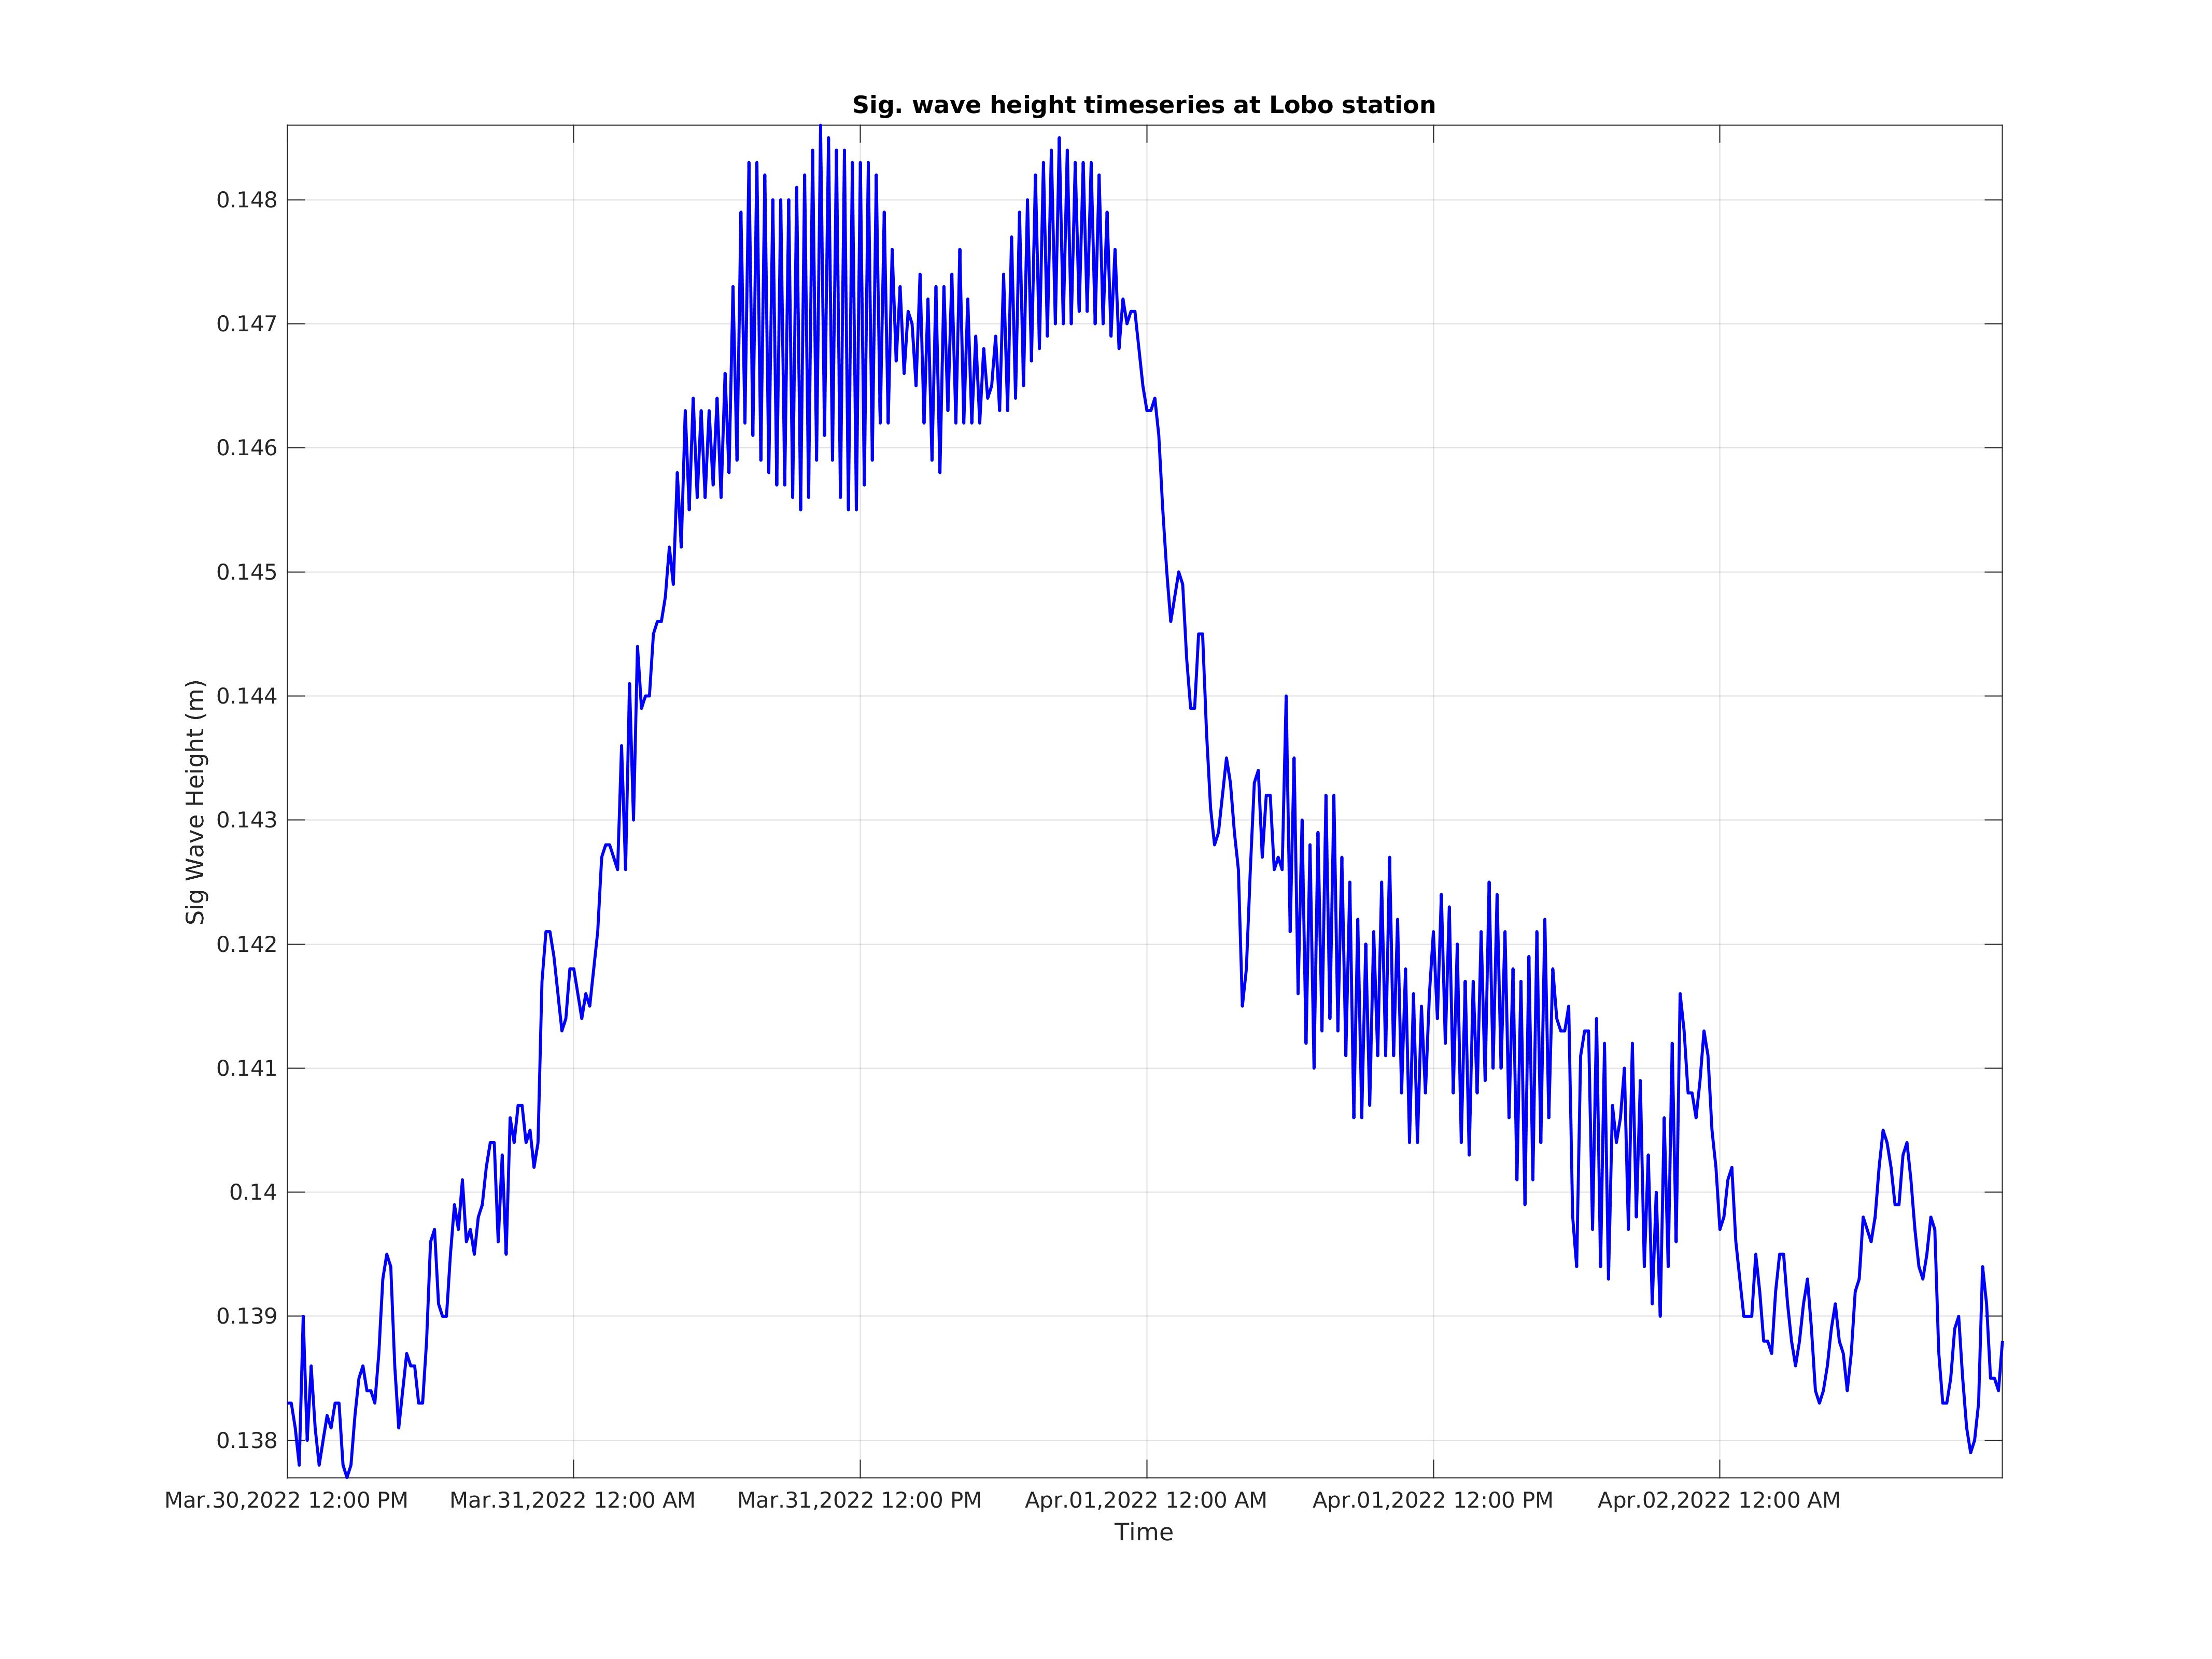 Sig. wave height timeseries at Lobo station
0.148
0.147
0.146
0.145
0.144
0.143
0.142
0.141
0.14
0.139
0.138
Sig Wave Height (m)
Mar.30,2022 12:00 PM
Mar.31,2022 12:00 AM
Mar.31,2022 12:00 PM
Apr.01,2022 12:00 AM
Apr.01,2022 12:00 PM
Apr.02,2022 12:00 AM
Time